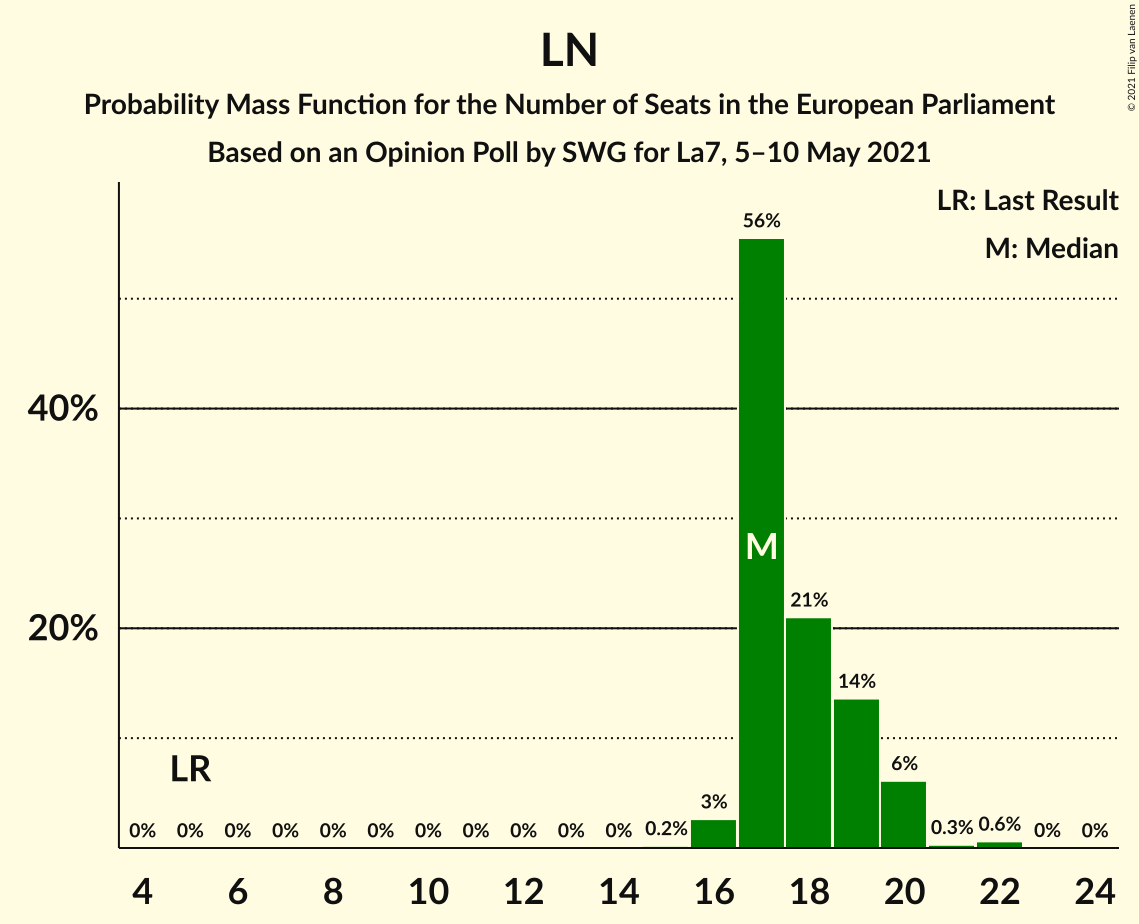 LN
Probability Mass Function for the Number of Seats in the European Parliament
Based on an Opinion Poll by SWG for La7, 5–10 May 2021
© 2021 Filip van Laenen
LR: Last Result
M: Median
56%
40%
M
20%
21%
14%
LR
6%
3%
0% 0% 0% 0% 0% 0% 0% 0% 0% 0% 0% 0.2% 0.3% 0.6% 0% 0%
4 6 8 10 12 14 16 18 20 22 24